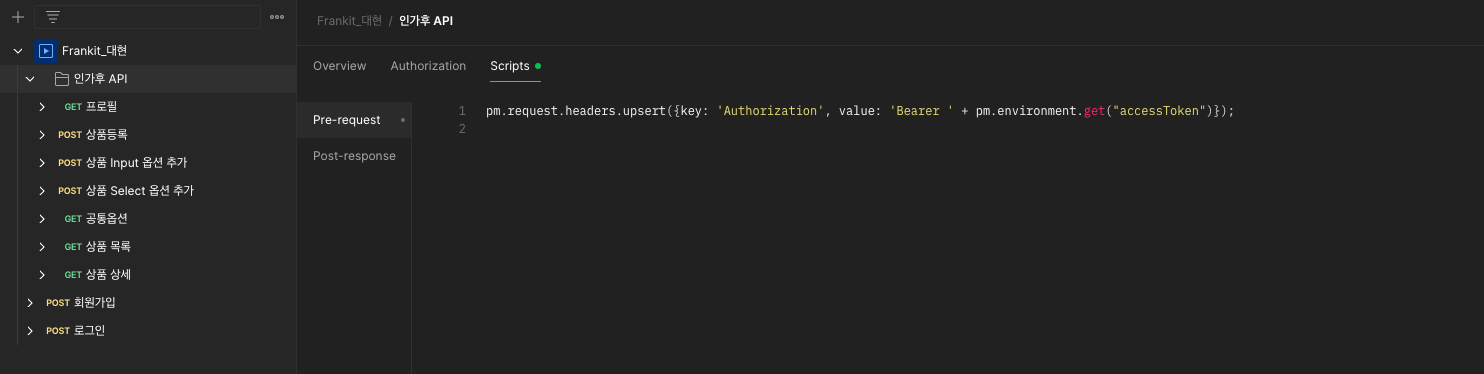 Frankit_대현
인가후 API
GET 프로필
POST 상품등록
POST 상품 Input 옵션 추가
POST 상품 Select 옵션 추가
GET 공통옵션
GET 상품 목록
GET 상품 상세
POST 회원가입
POST 로그인
Frankit_대현 / 인가후 API
Overview Authorization Scripts
Pre-request
Post-response
1 pm.request.headers.upsert({key: 'Authorization', value: 'Bearer ' + pm.environment.get("accessToken")});
2